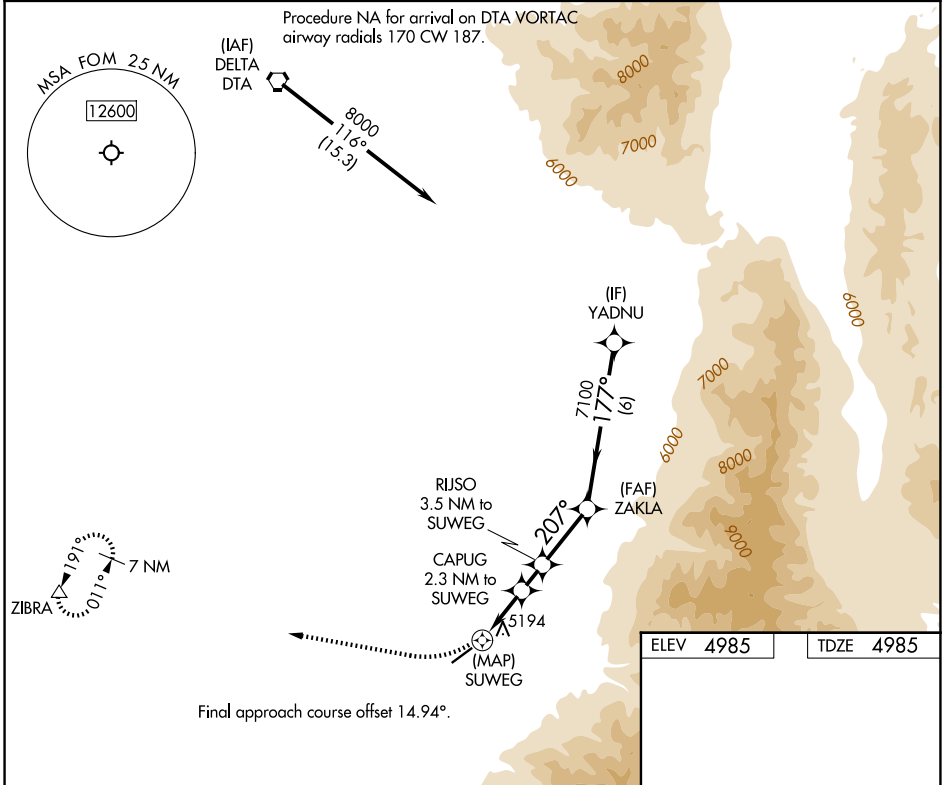 Procedure NA for arrival on DTA VORTAC
airway radials 170 CW 187.
(IAF)
DELTA
DTA
MSA FOM 25 NM
12600
8000
116°
(15.3)
8000
7000
6000
(IF)
YADNU
6000
7100
177°
(6)
7000
6000
8000
9000
(FAF)
ZAKLA
RIJSO
3.5 NM to
SUWEG
207°
CAPUG
2.3 NM to
SUWEG
191°
011°
7 NM
ZIBRA
5194
(MAP)
SUWEG
ELEV 4985
TDZE 4985
Final approach course offset 14.94°.